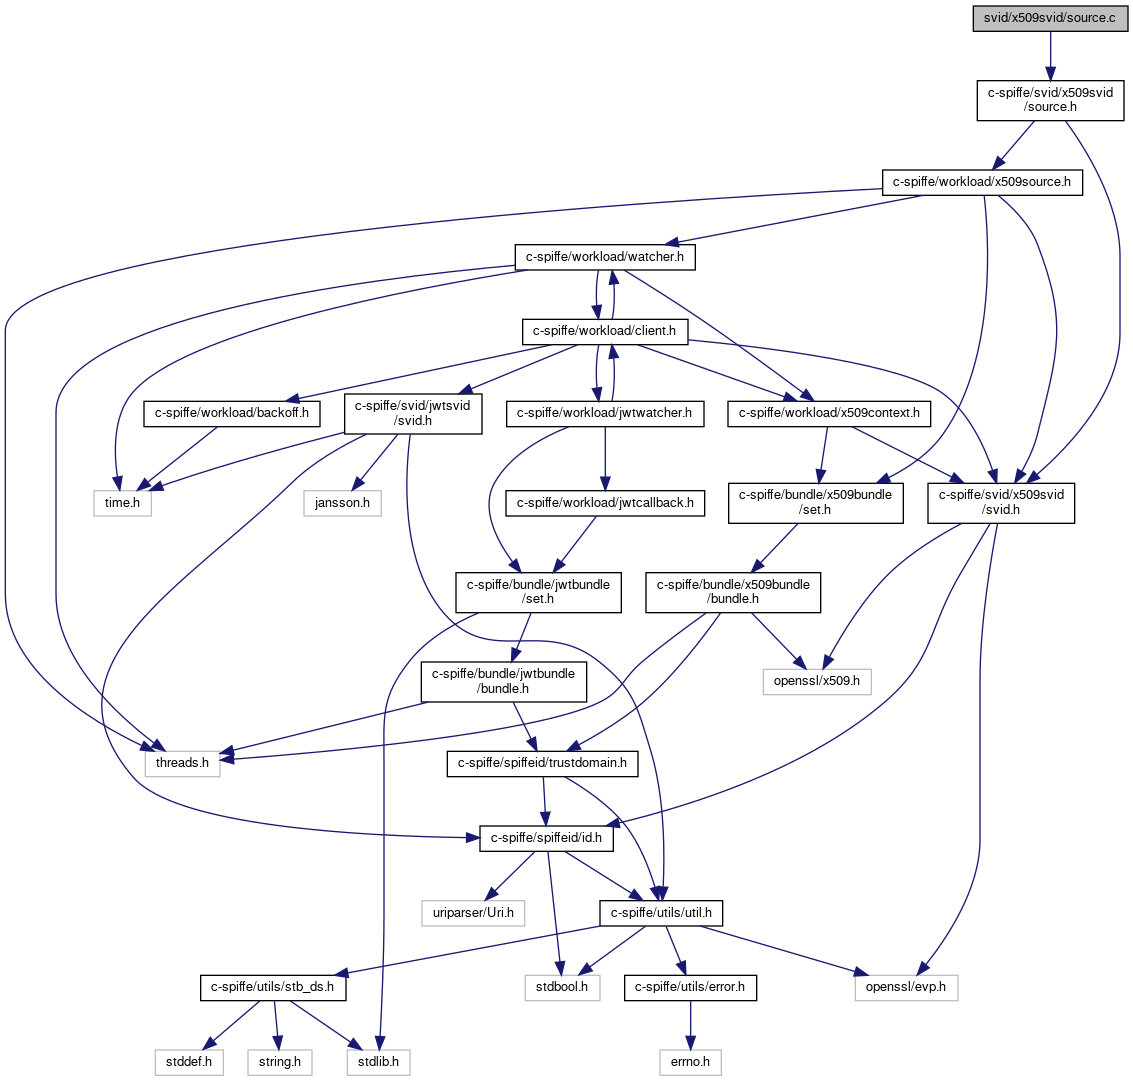 svid/x509svid/source.c
c-spiffe/svid/x509svid
/source.h
c-spiffe/workload/x509source.h
c-spiffe/workload/watcher.h
c-spiffe/workload/client.h
c-spiffe/workload/backoff.h
c-spiffe/svid/jwtsvid
/svid.h
c-spiffe/workload/jwtwatcher.h
c-spiffe/workload/x509context.h
time.h
jansson.h
c-spiffe/workload/jwtcallback.h
c-spiffe/bundle/x509bundle
/set.h
c-spiffe/svid/x509svid
/svid.h
c-spiffe/bundle/jwtbundle
/set.h
c-spiffe/bundle/x509bundle
/bundle.h
c-spiffe/bundle/jwtbundle
/bundle.h
openssl/x509.h
threads.h
c-spiffe/spiffeid/trustdomain.h
c-spiffe/spiffeid/id.h
uriparser/Uri.h
c-spiffe/utils/util.h
c-spiffe/utils/stb_ds.h
stdbool.h
c-spiffe/utils/error.h
openssl/evp.h
stddef.h
string.h
stdlib.h
errno.h